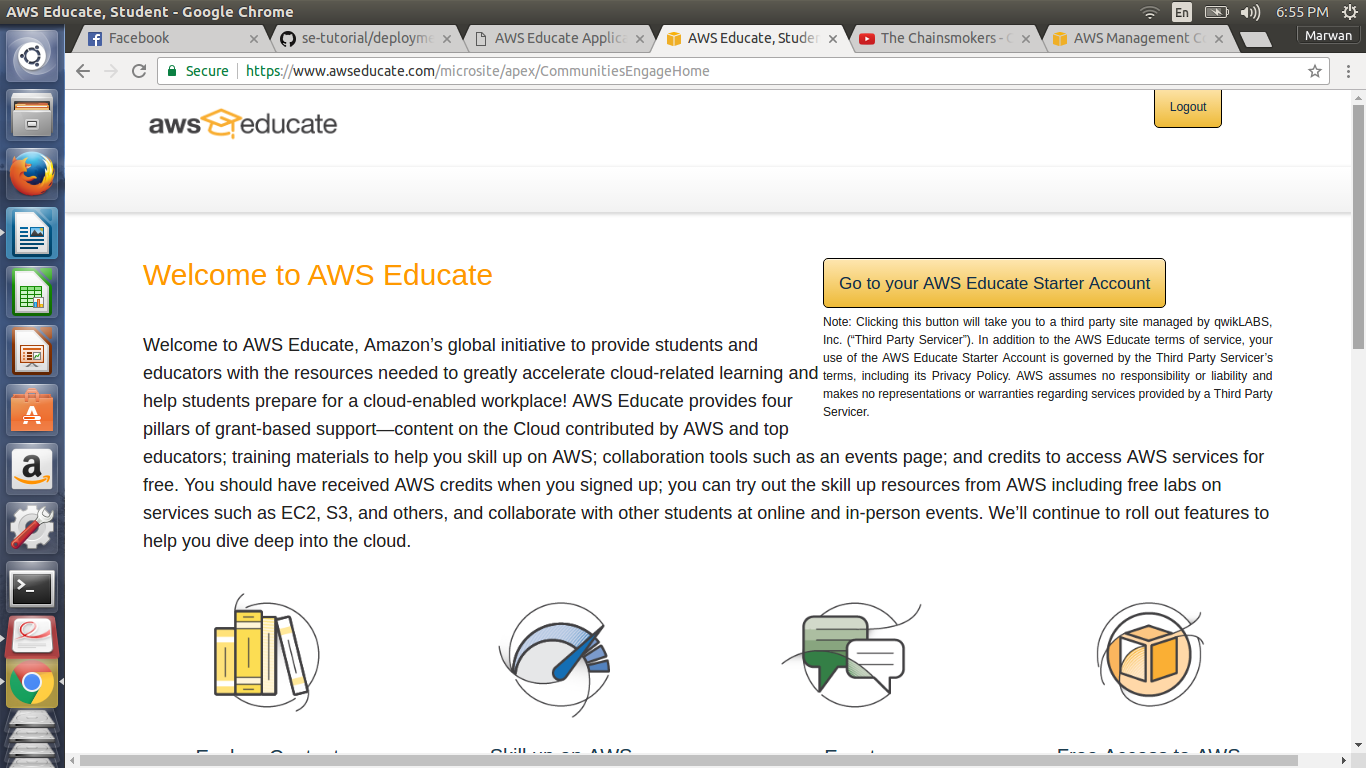 AWS Educate, Student - Google Chrome
En
6:55 PM
Facebook
se-tutorial/deployme
AWS Educate Applica
AWS Educate, Studen
The Chainsmokers - C
AWS Management Co
Marwan
Secure
https://www.awseducate.com/microsite/apex/CommunitiesEngageHome
aws educate
Logout
Welcome to AWS Educate
Go to your AWS Educate Starter Account
Note: Clicking this button will take you to a third party site managed by qwikLABS,
Inc. (“Third Party Servicer”). In addition to the AWS Educate terms of service, your
use of the AWS Educate Starter Account is governed by the Third Party Servicer’s
terms, including its Privacy Policy. AWS assumes no responsibility or liability and
makes no representations or warranties regarding services provided by a Third Party
Servicer.
Welcome to AWS Educate, Amazon’s global initiative to provide students and
educators with the resources needed to greatly accelerate cloud-related learning and
help students prepare for a cloud-enabled workplace! AWS Educate provides four
pillars of grant-based support—content on the Cloud contributed by AWS and top
educators; training materials to help you skill up on AWS; collaboration tools such as an events page; and credits to access AWS services for
free. You should have received AWS credits when you signed up; you can try out the skill up resources from AWS including free labs on
services such as EC2, S3, and others, and collaborate with other students at online and in-person events. We’ll continue to roll out features to
help you dive deep into the cloud.
Skill up on AWS
Free Access to AWS